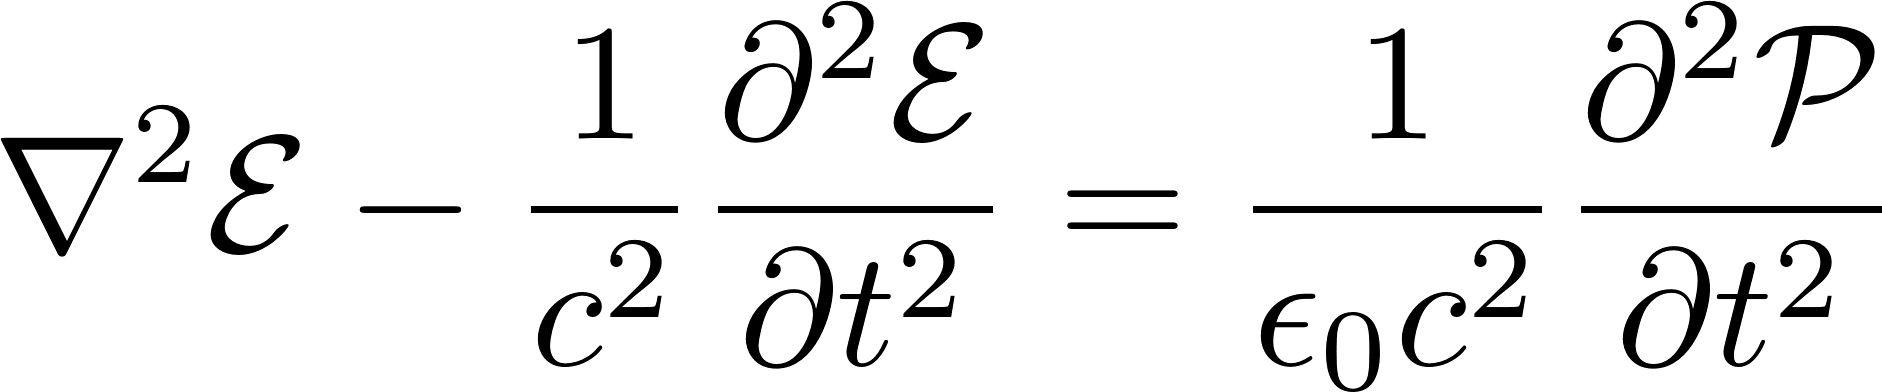 ∇²ℰ − 1/c² ∂²ℰ/∂t² = 1/(ϵ₀c²) ∂²𝒫/∂t²